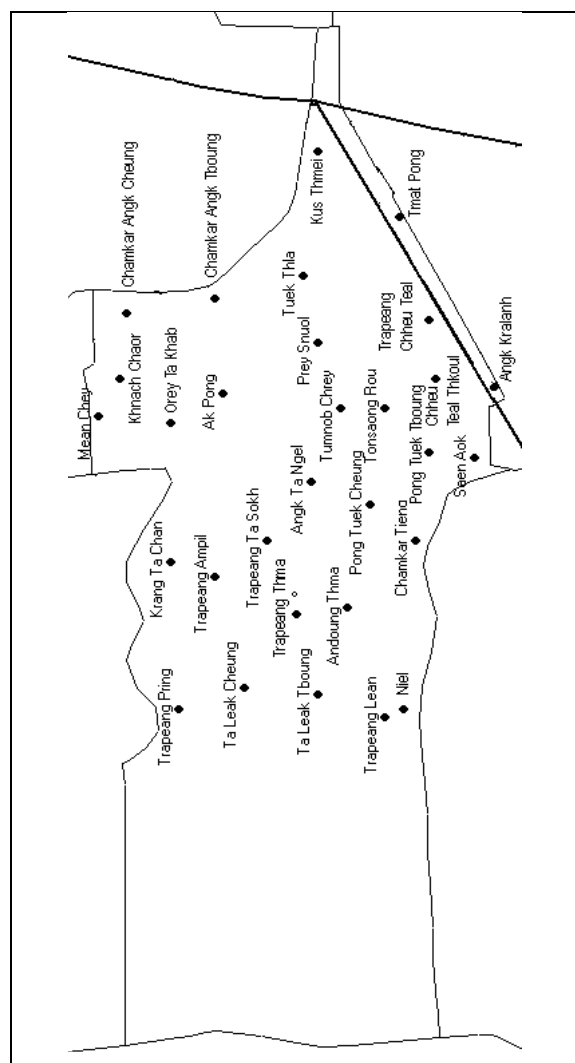 Mean Chey
Khnach Chaor
Chamkar Angk Cheung
Orey Ta Khab
Ak Pong
Chamkar Angk Tboung
Tuek Thla
Kus Thmei
Prey Snuol
Tumnob Chrey
Tonsaong Rou
Trapeang
Chheu Teal
Tmat Pong
Angk Kralanh
Pong Tuek Tboung
Chheu
Teal Thkoul
Seen Aok
Krang Ta Chan
Trapeang Ampil
Trapeang Ta Sokh
Angk Ta Ngel
Pong Tuek Cheung
Chamkar Tieng
Trapeang Thma
Andoung Thma
Trapeang Pring
Ta Leak Cheung
Ta Leak Tboung
Trapeang Lean
Niel